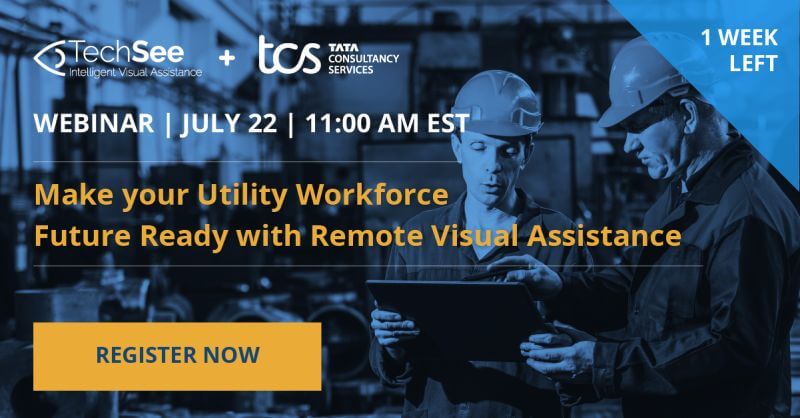 TechSee
Intelligent Visual Assistance
+
tcs
TATA
CONSULTANCY
SERVICES
1 WEEK
LEFT
WEBINAR | JULY 22 | 11:00 AM EST
Make your Utility Workforce
Future Ready with Remote Visual Assistance
REGISTER NOW